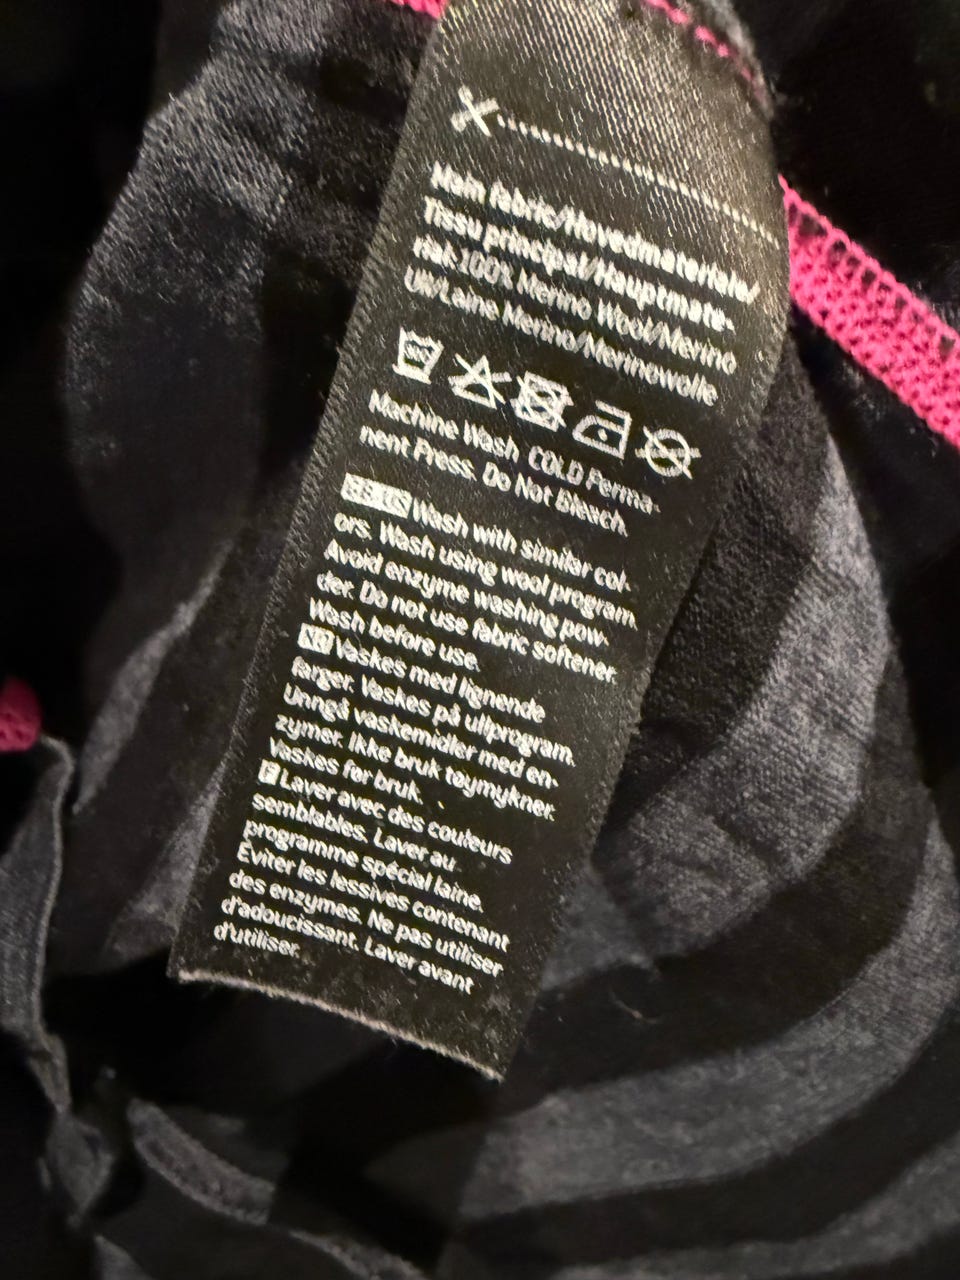 Main fabric/Hovedmateriale/
Tissu principal/Hauptmate-
rial: 100% Merino Wool/Merino
Ull/Laine Merino/Merinowolle
Machine Wash COLD Perma-
nent Press. Do Not Bleach.
Wash with similar col-
ors. Wash using wool program.
Avoid enzyme washing pow-
der. Do not use fabric softener.
Wash before use.
NO Vaskes med lignende
farger. Vaskes på ullprogram.
Unngå vaskemidler med en-
zymer. Ikke bruk tøymykner.
Vaskes før bruk.
F Laver avec des couleurs
semblables. Laver au
programme spécial laine.
Éviter les lessives contenant
des enzymes. Ne pas utiliser
d'adoucissant. Laver avant
d'utiliser.